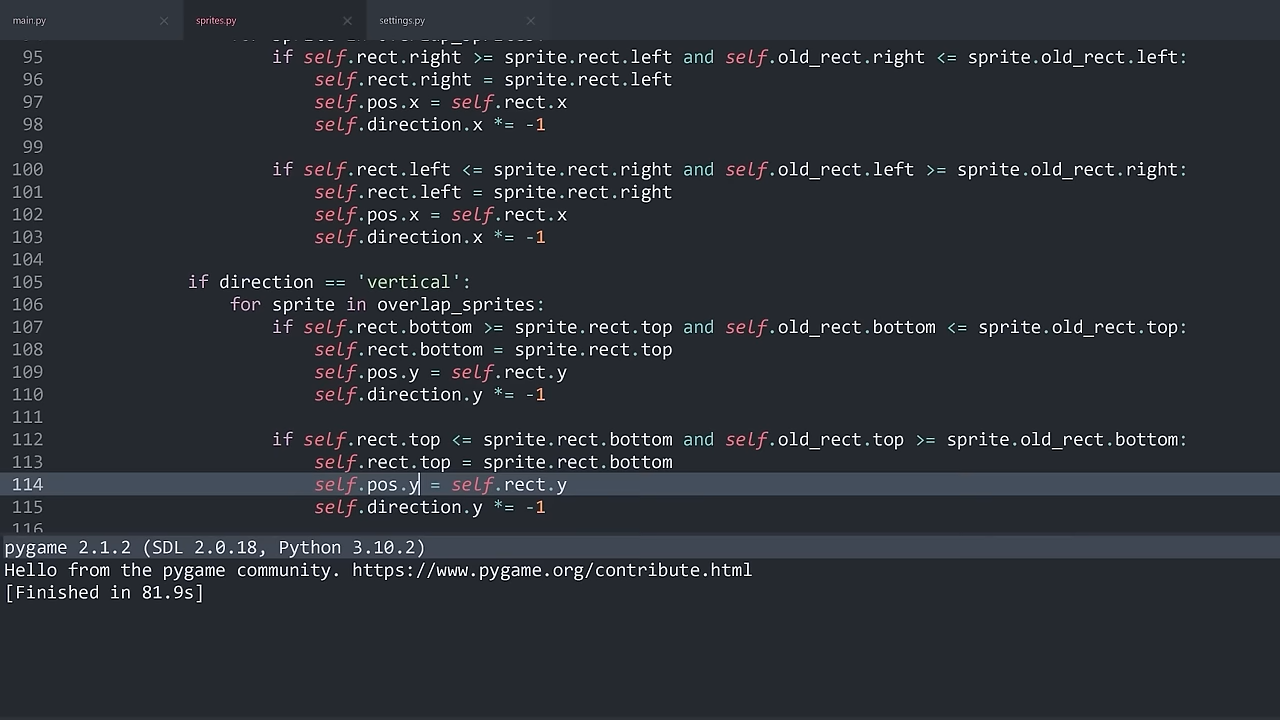 main.py
sprites.py
settings.py
95 if self.rect.right >= sprite.rect.left and self.old_rect.right <= sprite.old_rect.left:
96 self.rect.right = sprite.rect.left
97 self.pos.x = self.rect.x
98 self.direction.x *= -1
99
100 if self.rect.left <= sprite.rect.right and self.old_rect.left >= sprite.old_rect.right:
101 self.rect.left = sprite.rect.right
102 self.pos.x = self.rect.x
103 self.direction.x *= -1
104
105 if direction == 'vertical':
106 for sprite in overlap_sprites:
107 if self.rect.bottom >= sprite.rect.top and self.old_rect.bottom <= sprite.old_rect.top:
108 self.rect.bottom = sprite.rect.top
109 self.pos.y = self.rect.y
110 self.direction.y *= -1
111
112 if self.rect.top <= sprite.rect.bottom and self.old_rect.top >= sprite.old_rect.bottom:
113 self.rect.top = sprite.rect.bottom
114 self.pos.y = self.rect.y
115 self.direction.y *= -1
116
pygame 2.1.2 (SDL 2.0.18, Python 3.10.2)
Hello from the pygame community. https://www.pygame.org/contribute.html
[Finished in 81.9s]